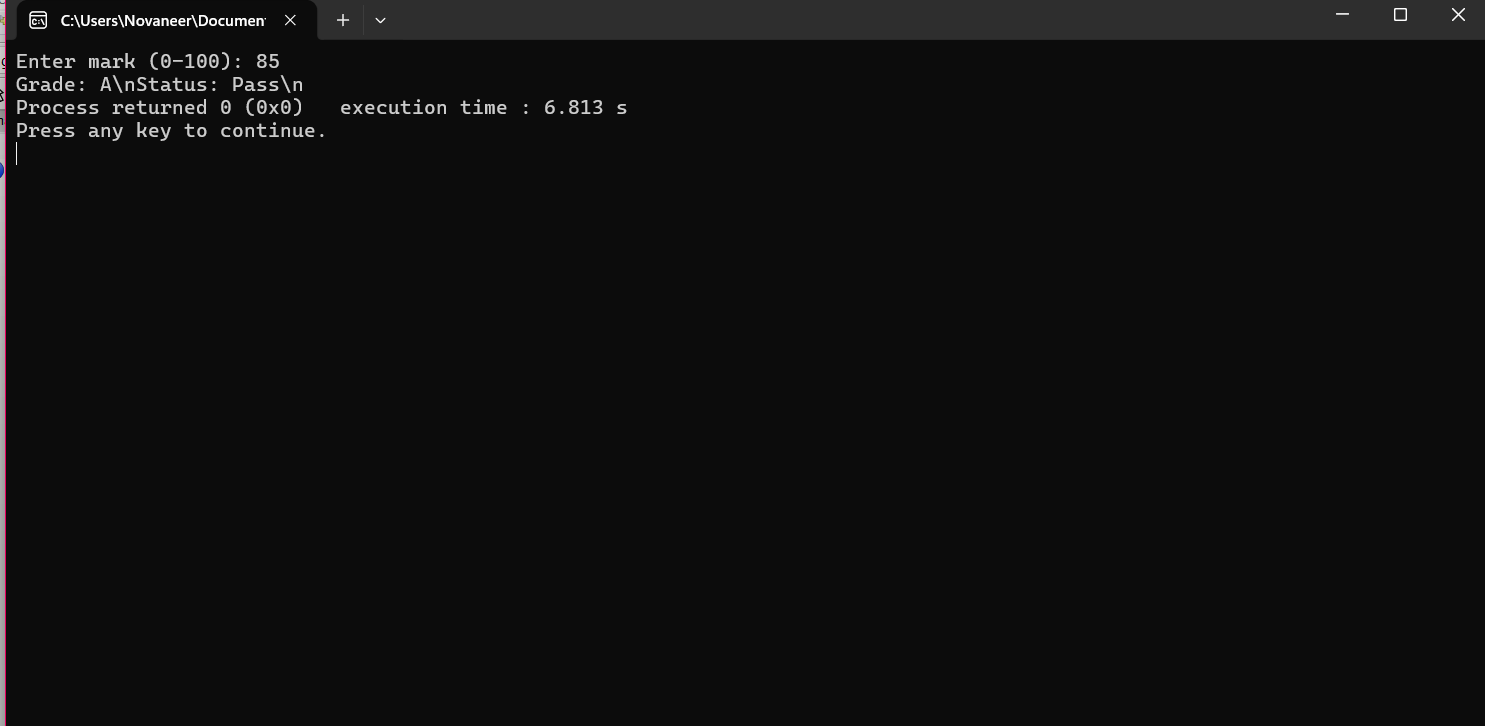 C:\Users\Novaneer\Document
Enter mark (0-100): 85
Grade: A\nStatus: Pass\n
Process returned 0 (0x0)   execution time : 6.813 s
Press any key to continue.